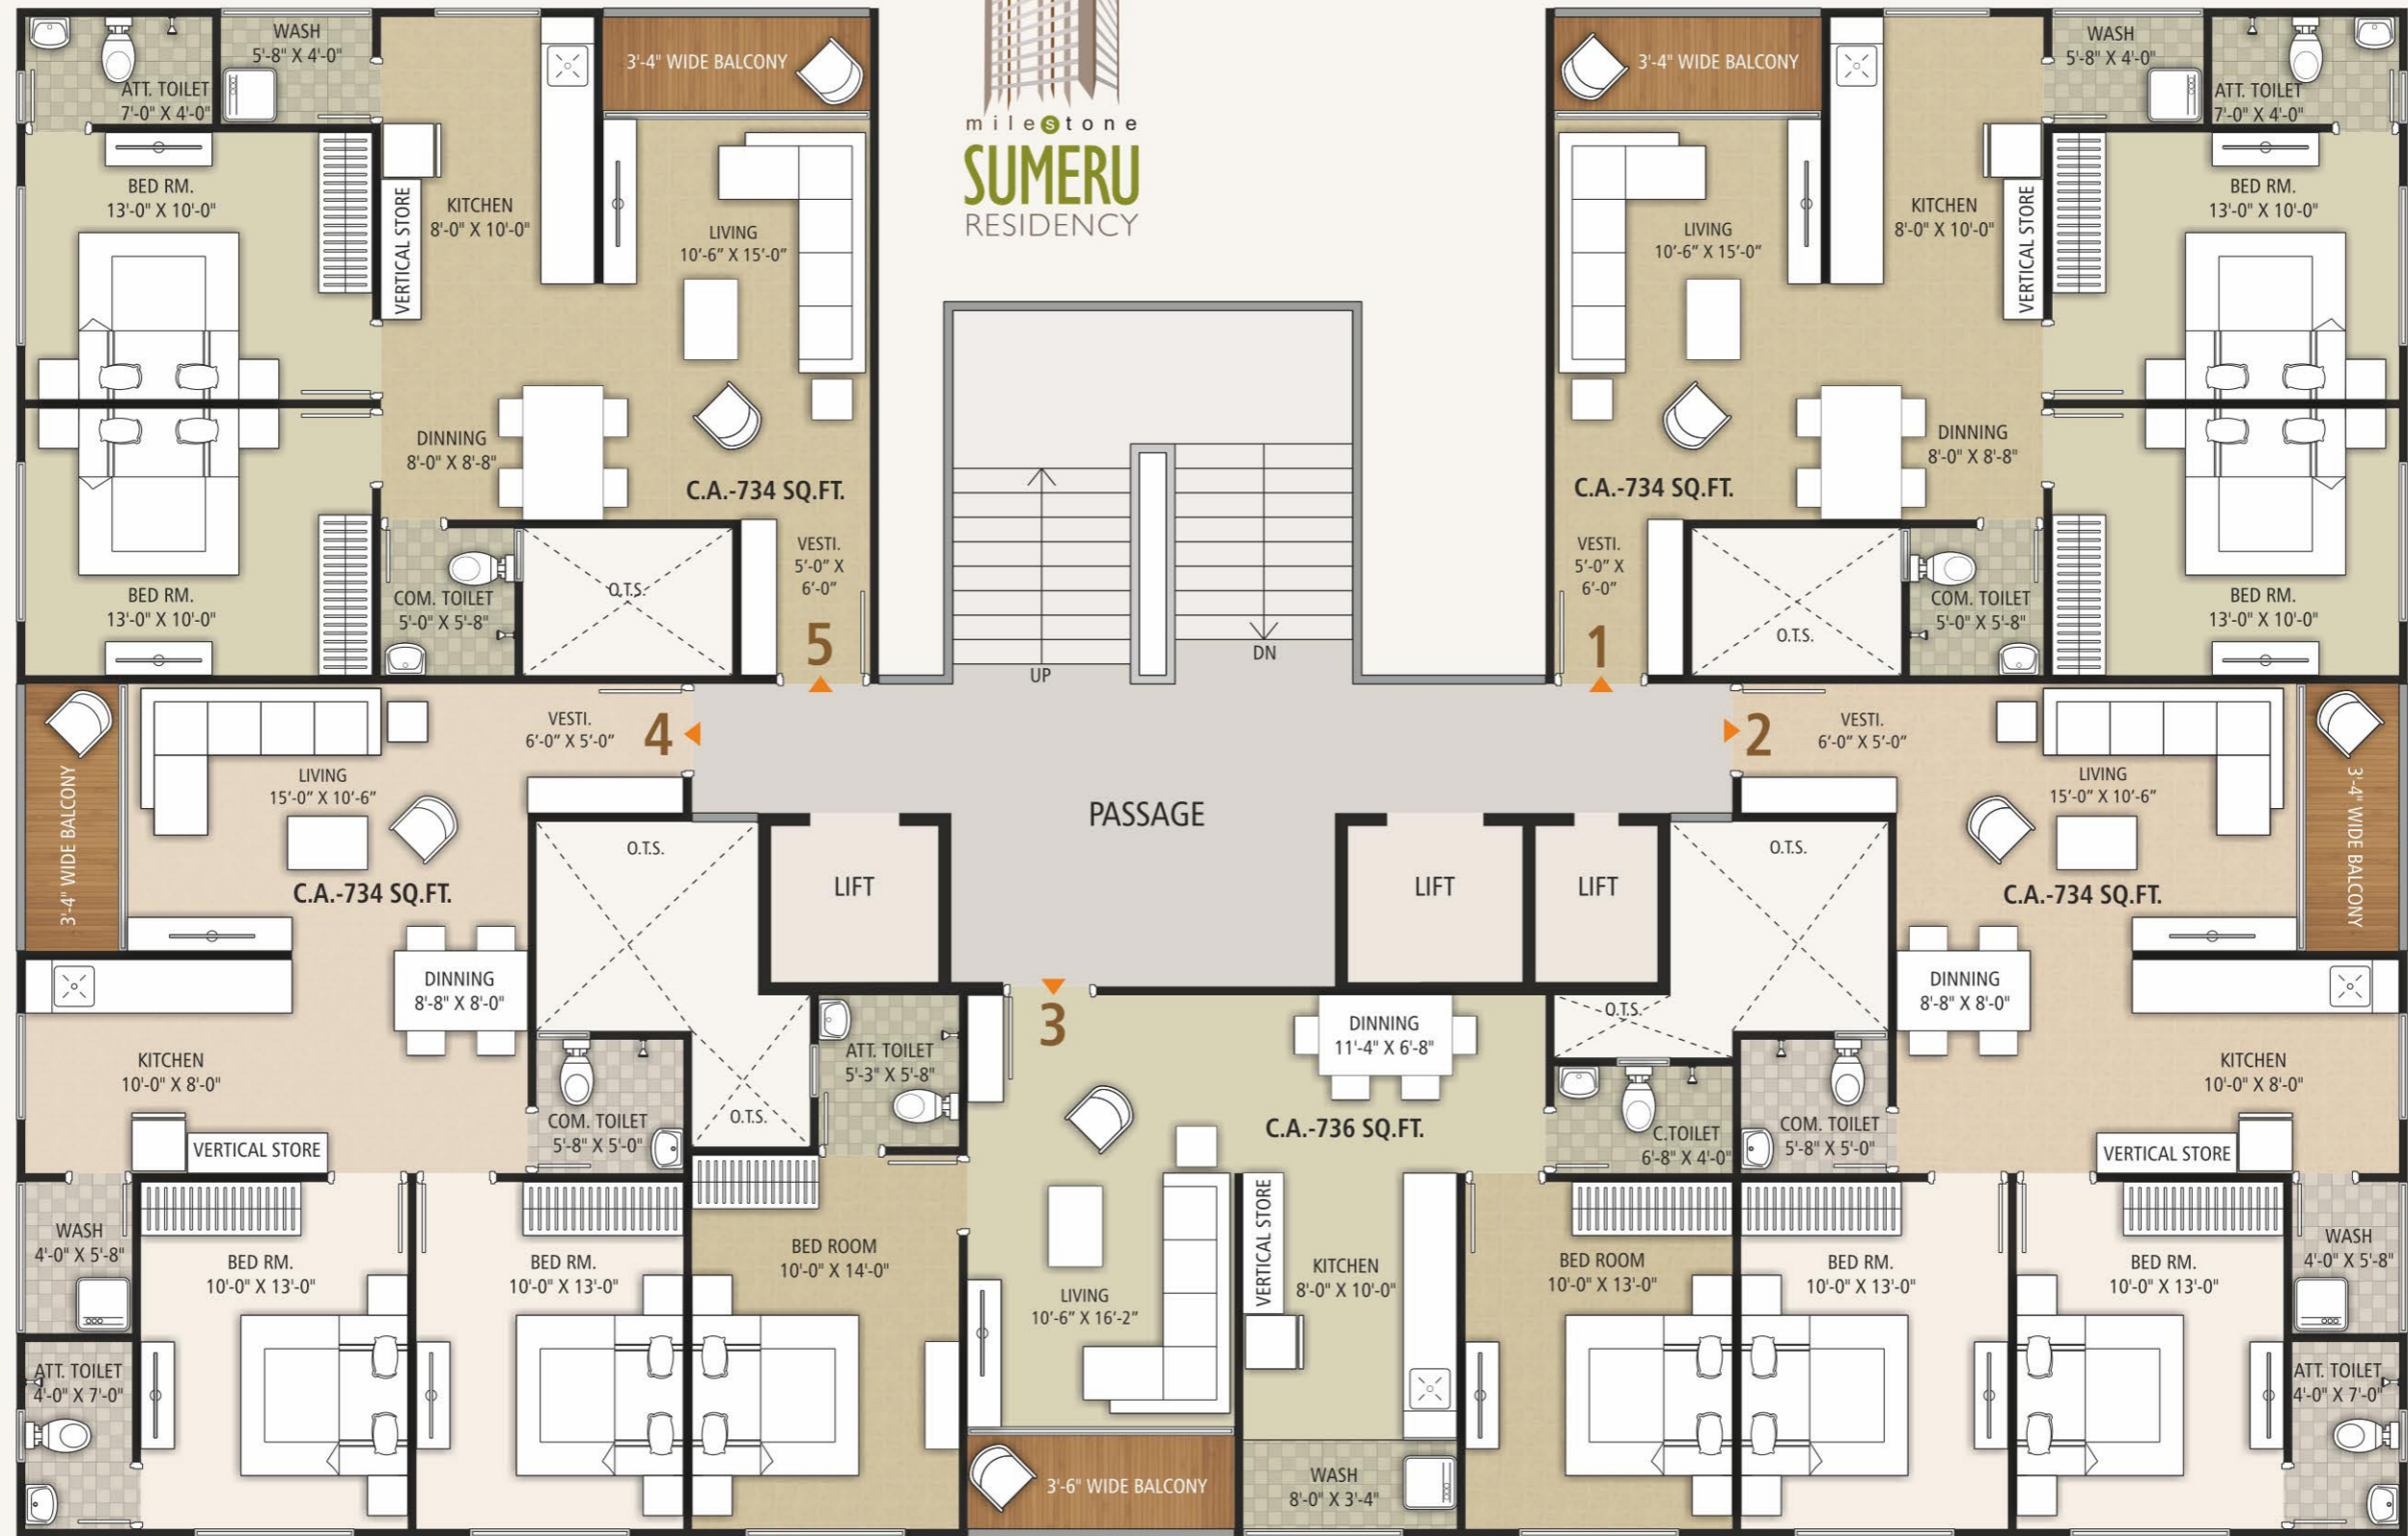 milestone
SUMERU
RESIDENCY
ATT. TOILET
7'-0" X 4'-0"
WASH
5'-8" X 4'-0"
3'-4" WIDE BALCONY
BED RM.
13'-0" X 10'-0"
VERTICAL STORE
KITCHEN
8'-0" X 10'-0"
LIVING
10'-6" X 15'-0"
DINNING
8'-0" X 8'-8"
C.A.-734 SQ.FT.
BED RM.
13'-0" X 10'-0"
COM. TOILET
5'-0" X 5'-8"
O.T.S.
VESTI.
5'-0" X
6'-0"
5
UP
DN
3'-4" WIDE BALCONY
WASH
5'-8" X 4'-0"
ATT. TOILET
7'-0" X 4'-0"
LIVING
10'-6" X 15'-0"
KITCHEN
8'-0" X 10'-0"
VERTICAL STORE
BED RM.
13'-0" X 10'-0"
DINNING
8'-0" X 8'-8"
C.A.-734 SQ.FT.
VESTI.
5'-0" X
6'-0"
1
O.T.S.
COM. TOILET
5'-0" X 5'-8"
BED RM.
13'-0" X 10'-0"
3'-4" WIDE BALCONY
LIVING
15'-0" X 10'-6"
VESTI.
6'-0" X 5'-0"
4
C.A.-734 SQ.FT.
O.T.S.
LIFT
PASSAGE
LIFT
LIFT
2
VESTI.
6'-0" X 5'-0"
O.T.S.
LIVING
15'-0" X 10'-6"
C.A.-734 SQ.FT.
3'-4" WIDE BALCONY
DINNING
8'-8" X 8'-0"
KITCHEN
10'-0" X 8'-0"
VERTICAL STORE
COM. TOILET
5'-8" X 5'-0"
O.T.S.
WASH
4'-0" X 5'-8"
BED RM.
10'-0" X 13'-0"
BED RM.
10'-0" X 13'-0"
ATT. TOILET
4'-0" X 7'-0"
3
ATT. TOILET
5'-3" X 5'-8"
DINNING
11'-4" X 6'-8"
C.A.-736 SQ.FT.
O.T.S.
C.TOILET
6'-8" X 4'-0"
BED ROOM
10'-0" X 14'-0"
LIVING
10'-6" X 16'-2"
VERTICAL STORE
KITCHEN
8'-0" X 10'-0"
BED ROOM
10'-0" X 13'-0"
3'-6" WIDE BALCONY
WASH
8'-0" X 3'-4"
DINNING
8'-8" X 8'-0"
KITCHEN
10'-0" X 8'-0"
COM. TOILET
5'-8" X 5'-0"
VERTICAL STORE
BED RM.
10'-0" X 13'-0"
BED RM.
10'-0" X 13'-0"
WASH
4'-0" X 5'-8"
ATT. TOILET
4'-0" X 7'-0"